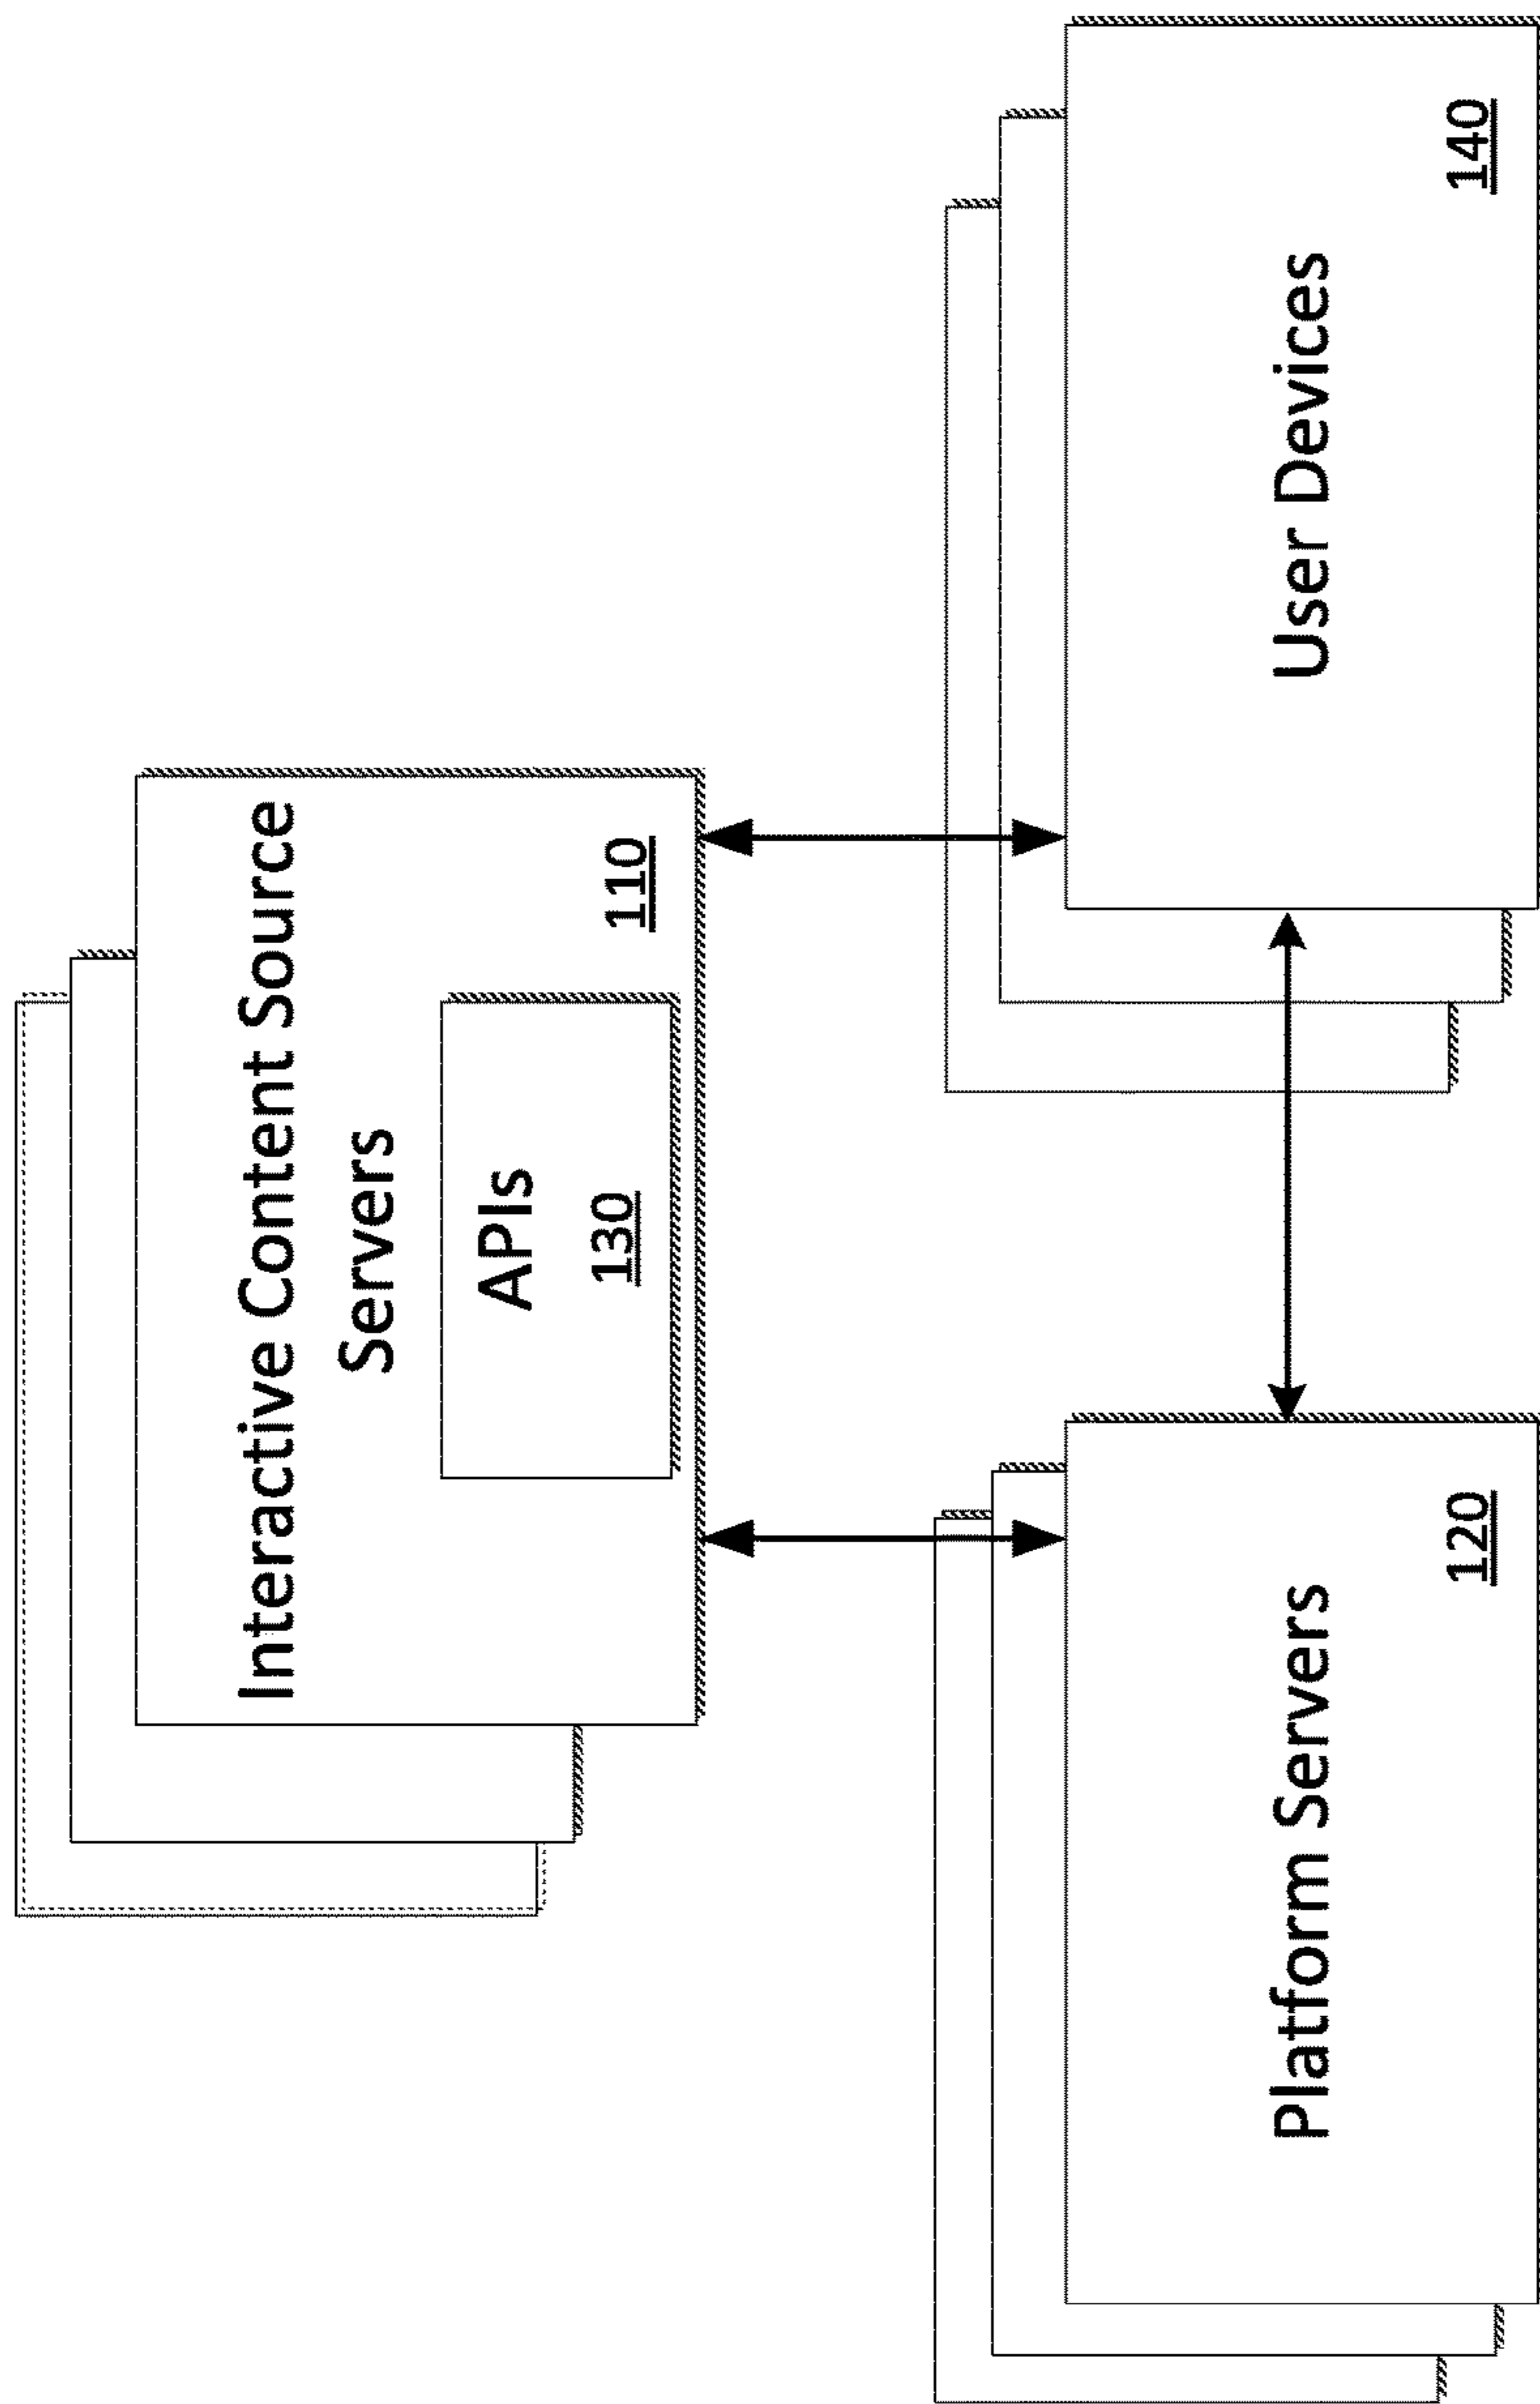 Interactive Content Source
Servers
110
APIs
130
Platform Servers
120
User Devices
140